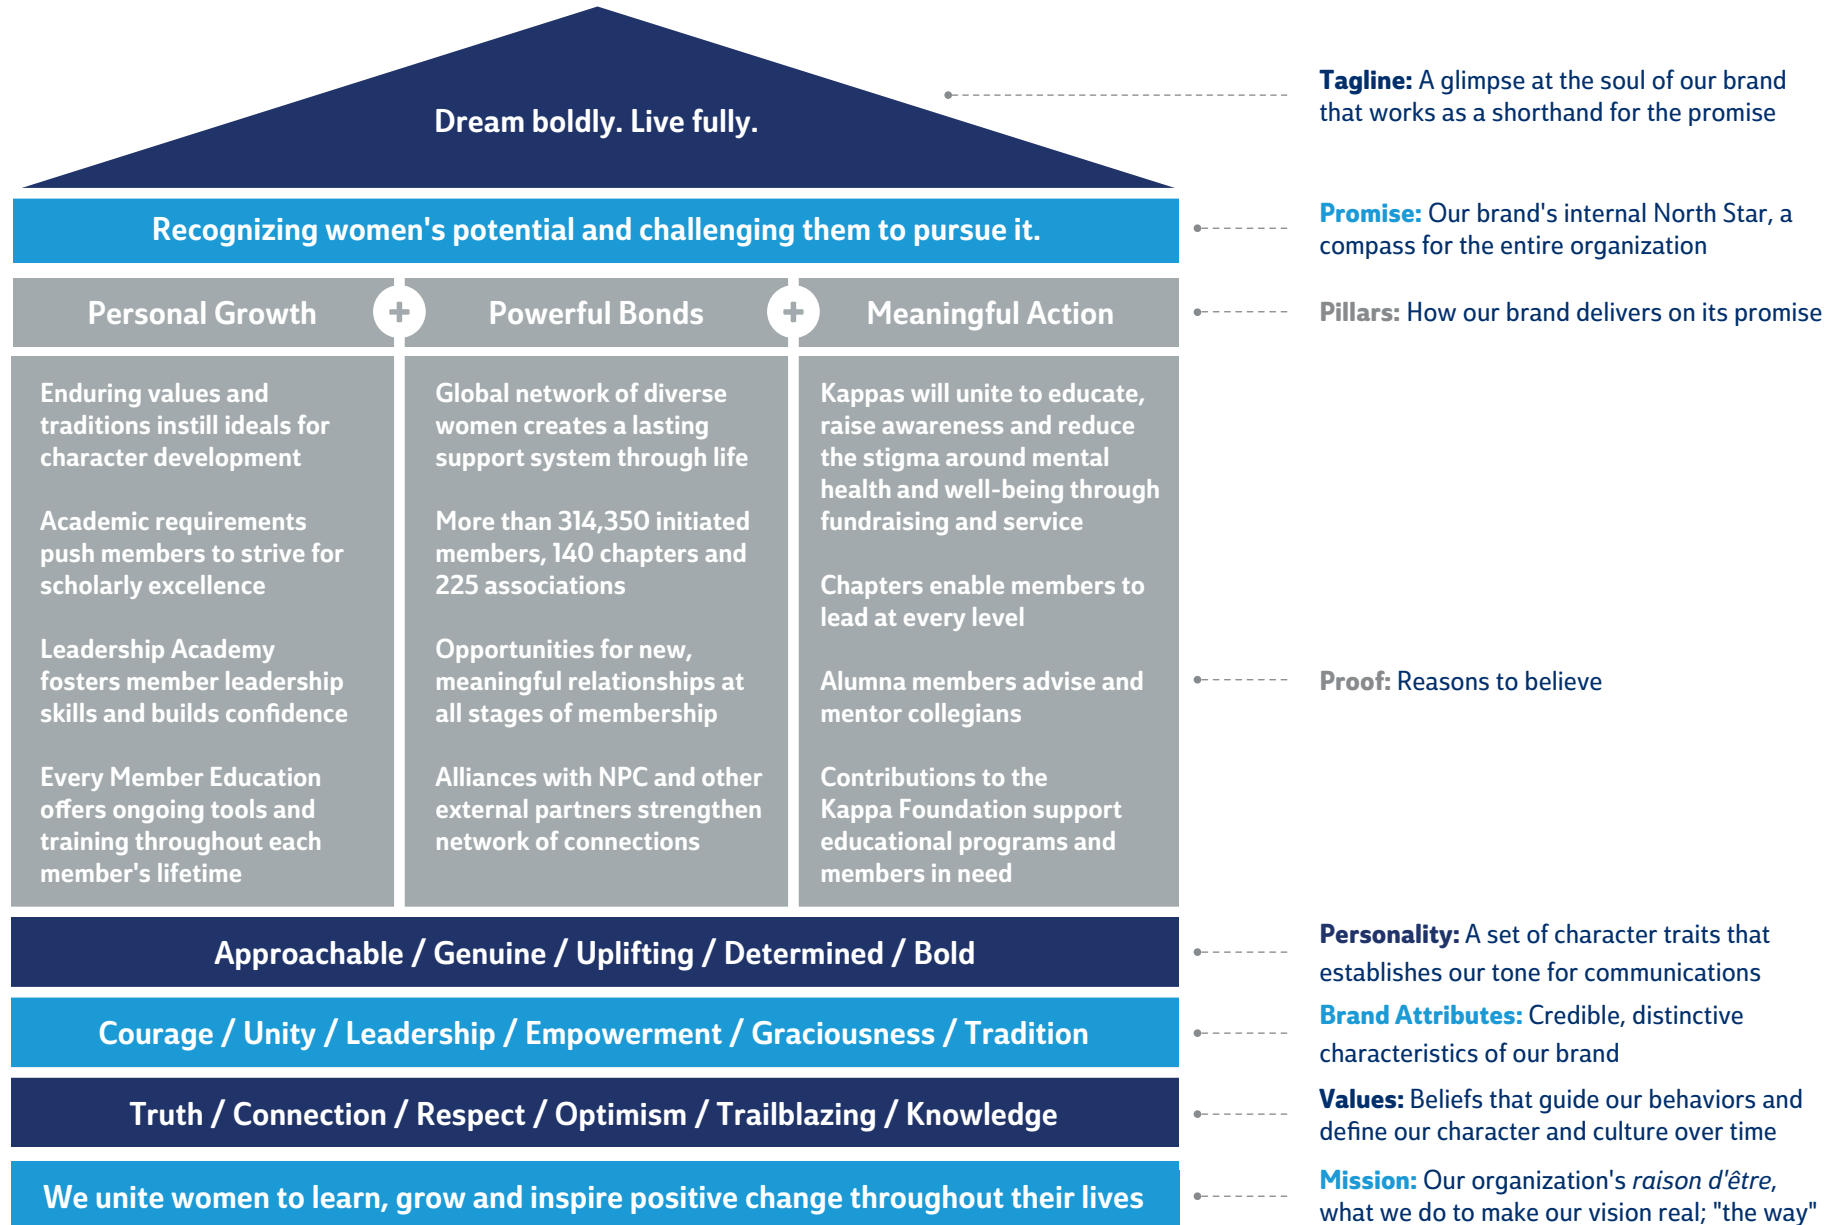 Dream boldly. Live fully.
Tagline: A glimpse at the soul of our brand
that works as a shorthand for the promise
Recognizing women's potential and challenging them to pursue it.
Promise: Our brand's internal North Star, a
compass for the entire organization
Personal Growth + Powerful Bonds + Meaningful Action
Pillars: How our brand delivers on its promise
Enduring values and
traditions instill ideals for
character development
Academic requirements
push members to strive for
scholarly excellence
Leadership Academy
fosters member leadership
skills and builds confidence
Every Member Education
offers ongoing tools and
training throughout each
member's lifetime
Global network of diverse
women creates a lasting
support system through life
More than 314,350 initiated
members, 140 chapters and
225 associations
Opportunities for new,
meaningful relationships at
all stages of membership
Alliances with NPC and other
external partners strengthen
network of connections
Kappas will unite to educate,
raise awareness and reduce
the stigma around mental
health and well-being through
fundraising and service
Chapters enable members to
lead at every level
Alumna members advise and
mentor collegians
Contributions to the
Kappa Foundation support
educational programs and
members in need
Proof: Reasons to believe
Approachable / Genuine / Uplifting / Determined / Bold
Personality: A set of character traits that
establishes our tone for communications
Courage / Unity / Leadership / Empowerment / Graciousness / Tradition
Brand Attributes: Credible, distinctive
characteristics of our brand
Truth / Connection / Respect / Optimism / Trailblazing / Knowledge
Values: Beliefs that guide our behaviors and
define our character and culture over time
We unite women to learn, grow and inspire positive change throughout their lives
Mission: Our organization's raison d'être,
what we do to make our vision real; "the way"